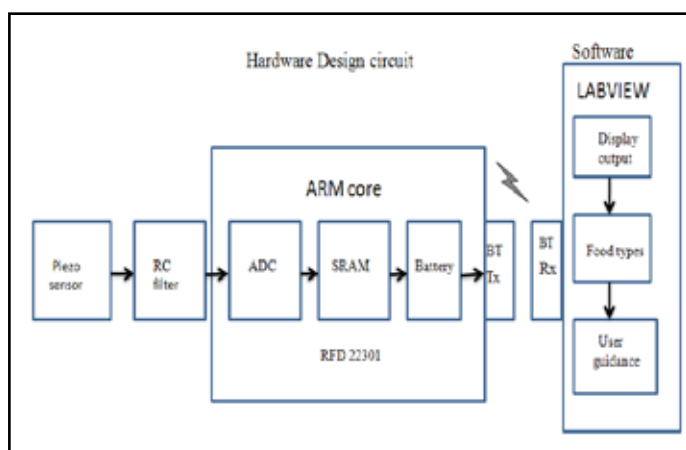 Hardware Design circuit
Software
LABVIEW
Display
output
ARM core
Piezo
sensor
RC
filter
ADC
SRAM
Battery
BT
Tx
BT
Rx
Food types
RFD 22301
User
guidance